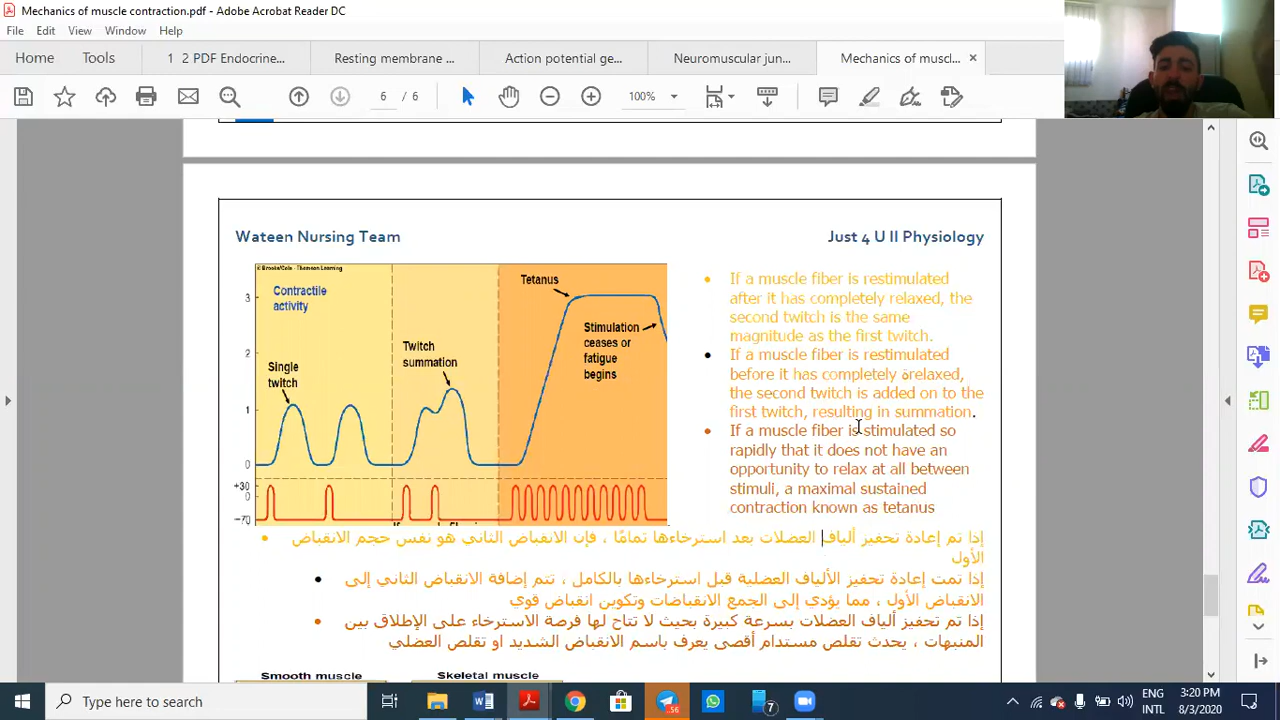 Mechanics of muscle contraction.pdf - Adobe Acrobat Reader DC
File Edit View Window Help
Home Tools 1 2 PDF Endocrine... Resting membrane ... Action potential ge... Neuromuscular jun... Mechanics of muscl... ×
6 / 6 100%
Wateen Nursing Team
Just 4 U II Physiology
© Brooks/Cole - Thomson Learning
Contractile
activity
3
2
1
0
+30
0
-70
Single
twitch
Twitch
summation
Tetanus
Stimulation
ceases or
fatigue
begins
• If a muscle fiber is restimulated
after it has completely relaxed, the
second twitch is the same
magnitude as the first twitch.
• If a muscle fiber is restimulated
before it has completely ةrelaxed,
the second twitch is added on to the
first twitch, resulting in summation.
• If a muscle fiber is stimulated so
rapidly that it does not have an
opportunity to relax at all between
stimuli, a maximal sustained
contraction known as tetanus
إذا تم إعادة تحفيز ألياف العضلات بعد استرخاءها تمامًا ، فإن الانقباض الثاني هو نفس حجم الانقباض
الأول
إذا تمت إعادة تحفيز الألياف العضلية قبل استرخاءها بالكامل ، تتم إضافة الانقباض الثاني إلى
الانقباض الأول ، مما يؤدي إلى الجمع الانقباضات وتكوين انقباض قوي
إذا تم تحفيز ألياف العضلات بسرعة كبيرة بحيث لا تتاح لها فرصة الاسترخاء على الإطلاق بين
المنبهات ، يحدث تقلص مستدام أقصى يعرف باسم الانقباض الشديد او تقلص العضلي
Smooth muscle
Skeletal muscle
Type here to search
56
7
ENG
INTL
3:20 PM
8/3/2020